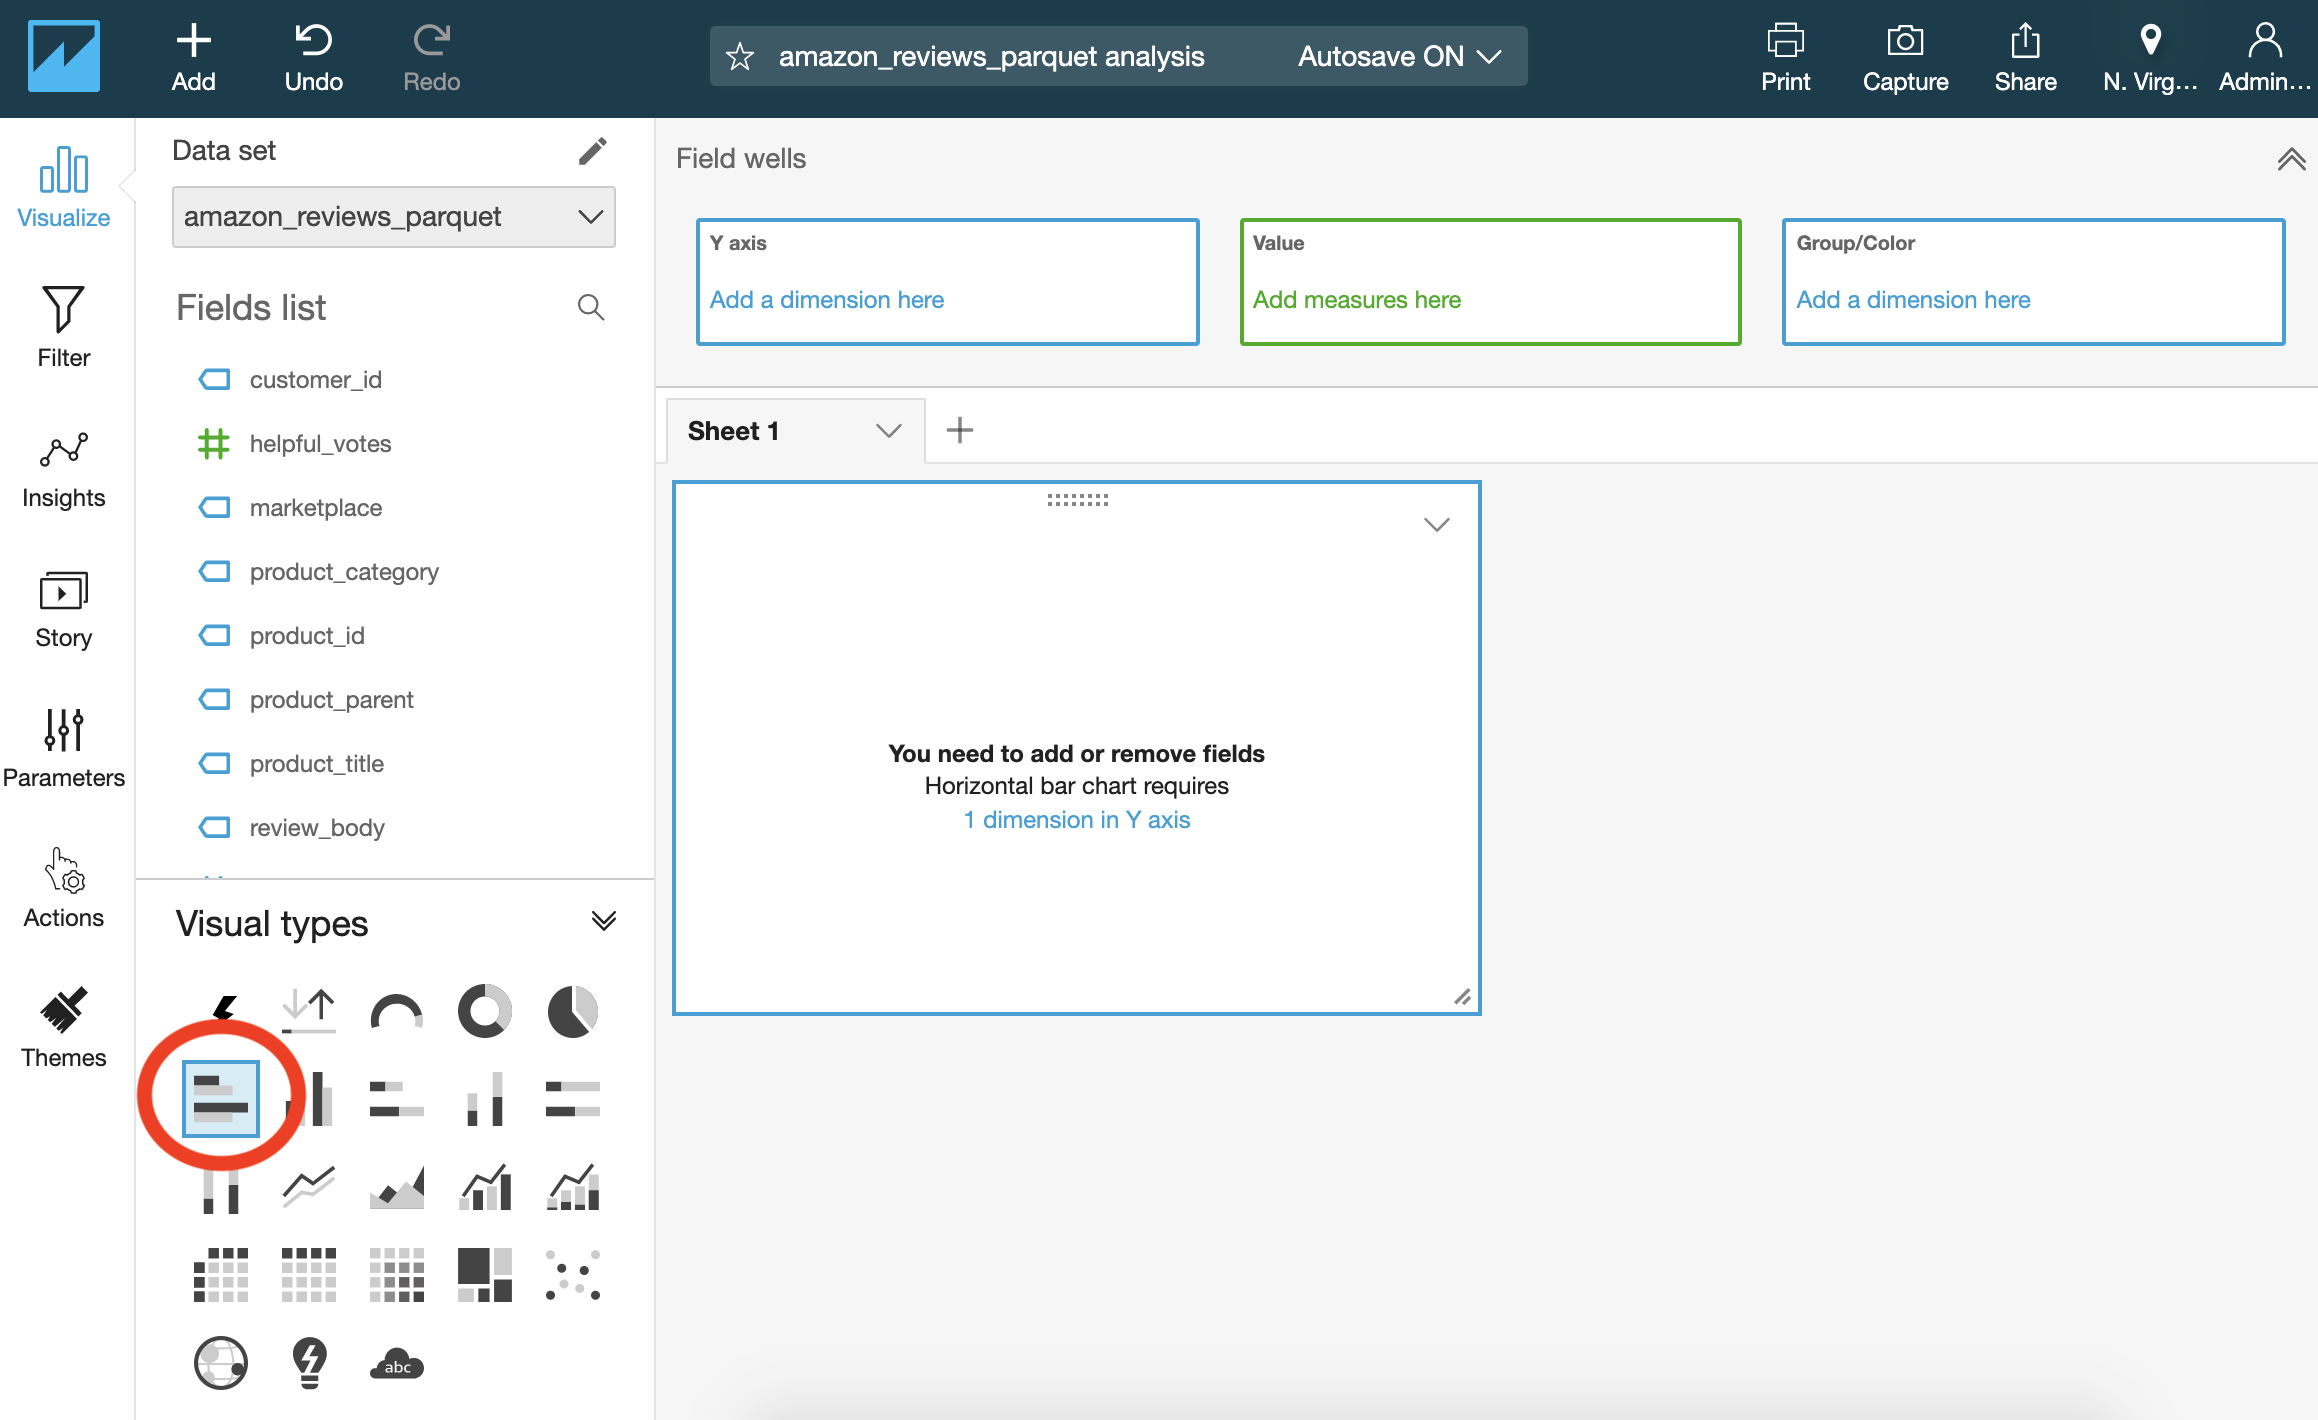 Add
Undo
Redo
amazon_reviews_parquet analysis
Autosave ON
Print
Capture
Share
N. Virg...
Admin...
Visualize
Filter
Insights
Story
Parameters
Actions
Themes
Data set
amazon_reviews_parquet
Fields list
customer_id
helpful_votes
marketplace
product_category
product_id
product_parent
product_title
review_body
Visual types
abc
Field wells
Y axis
Add a dimension here
Value
Add measures here
Group/Color
Add a dimension here
Sheet 1
You need to add or remove fields
Horizontal bar chart requires
1 dimension in Y axis